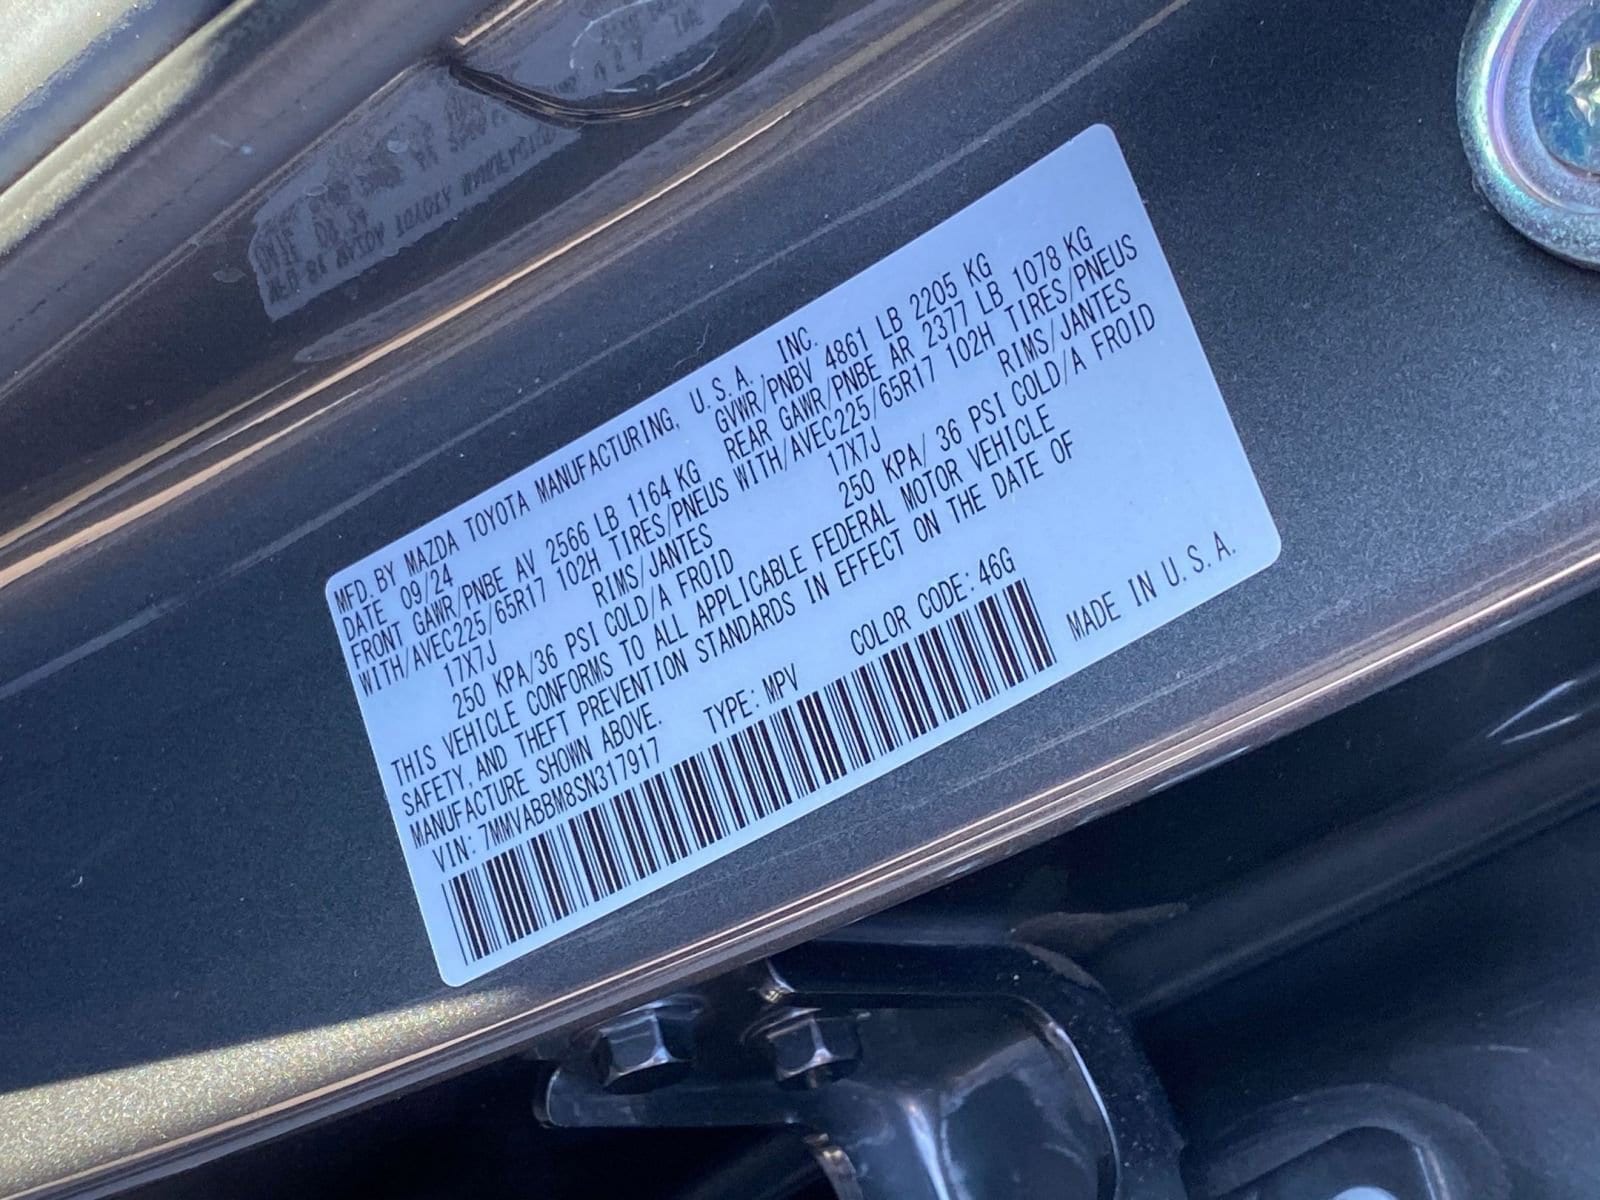 MFD. BY MAZDA TOYOTA MANUFACTURING, U.S.A., INC.
DATE 09/24 GVWR/PNBV 4861 LB 2205 KG
FRONT GAWR/PNBE AV 2566 LB 1164 KG REAR GAWR/PNBE AR 2377 LB 1078 KG
WITH/AVEC225/65R17 102H TIRES/PNEUS WITH/AVEC225/65R17 102H TIRES/PNEUS
17X7J RIMS/JANTES 17X7J RIMS/JANTES
250 KPA/36 PSI COLD/A FROID 250 KPA/ 36 PSI COLD/A FROID
THIS VEHICLE CONFORMS TO ALL APPLICABLE FEDERAL MOTOR VEHICLE
SAFETY, AND THEFT PREVENTION STANDARDS IN EFFECT ON THE DATE OF
MANUFACTURE SHOWN ABOVE.
VIN: 7MMVABBM8SN317917 TYPE: MPV COLOR CODE: 46G
MADE IN U.S.A.